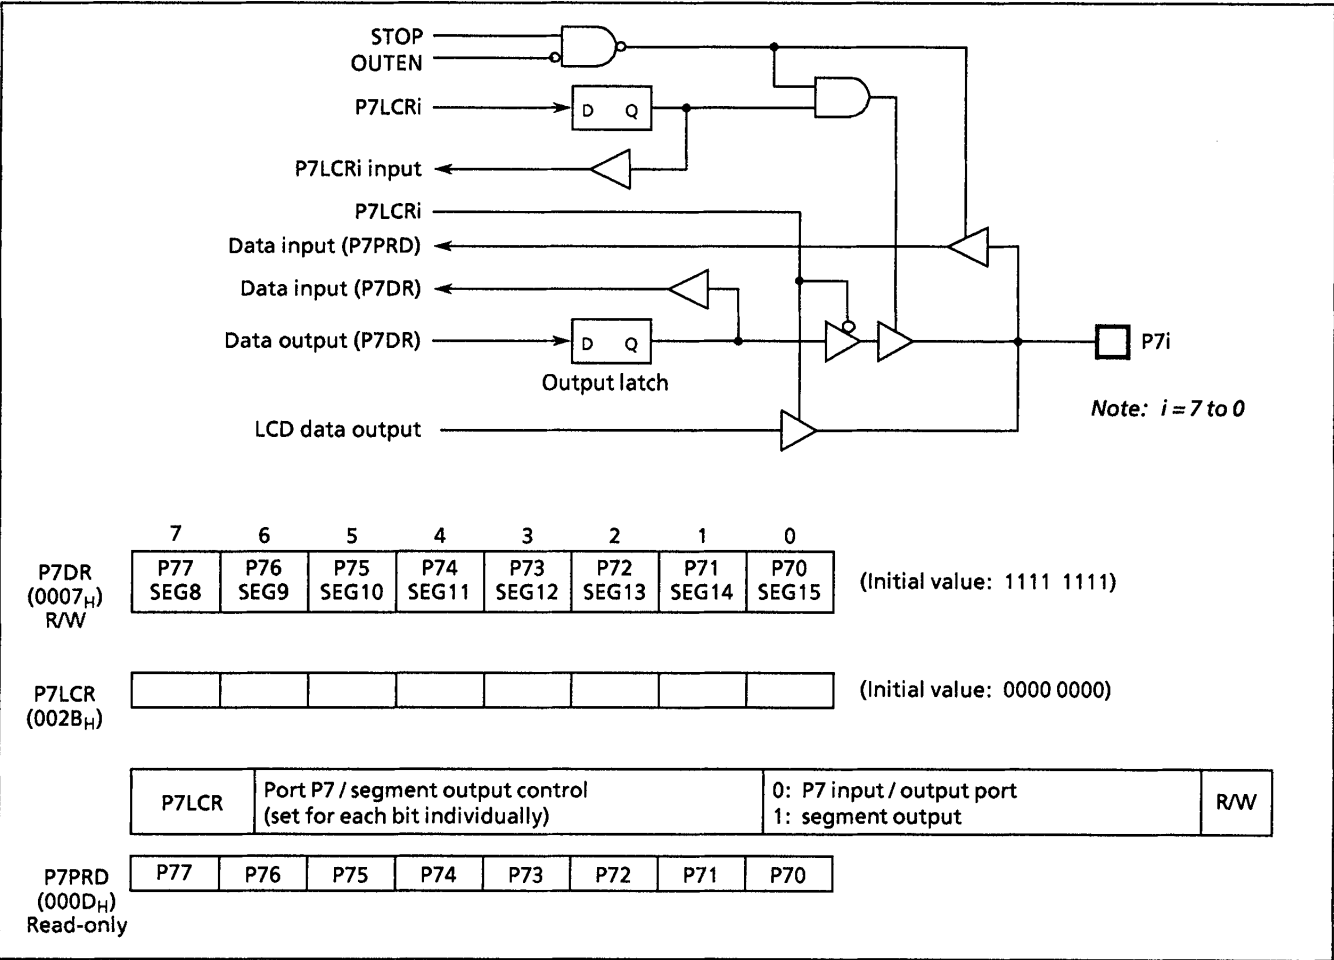 STOP
OUTEN
P7LCRi
D Q
P7LCRi input
P7LCRi
Data input (P7PRD)
Data input (P7DR)
Data output (P7DR)
D Q
P7i
Output latch
Note: i = 7 to 0
LCD data output
7 6 5 4 3 2 1 0
P7DR
(0007H)
R/W
P77 P76 P75 P74 P73 P72 P71 P70
SEG8 SEG9 SEG10 SEG11 SEG12 SEG13 SEG14 SEG15
(Initial value: 1111 1111)
P7LCR
(002BH)
(Initial value: 0000 0000)
P7LCR
Port P7 / segment output control
(set for each bit individually)
0: P7 input / output port
1: segment output
R/W
P7PRD
(000DH)
Read-only
P77 P76 P75 P74 P73 P72 P71 P70